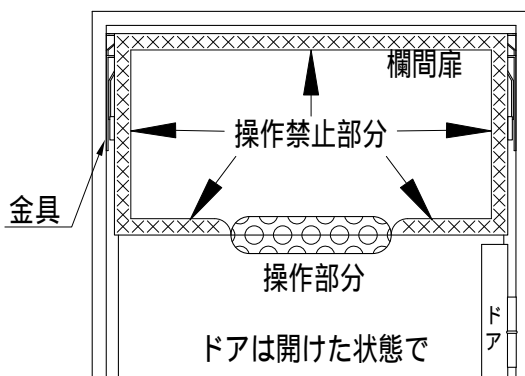 欄間扉
操作禁止部分
金具
操作部分
ドア
ドアは開けた状態で